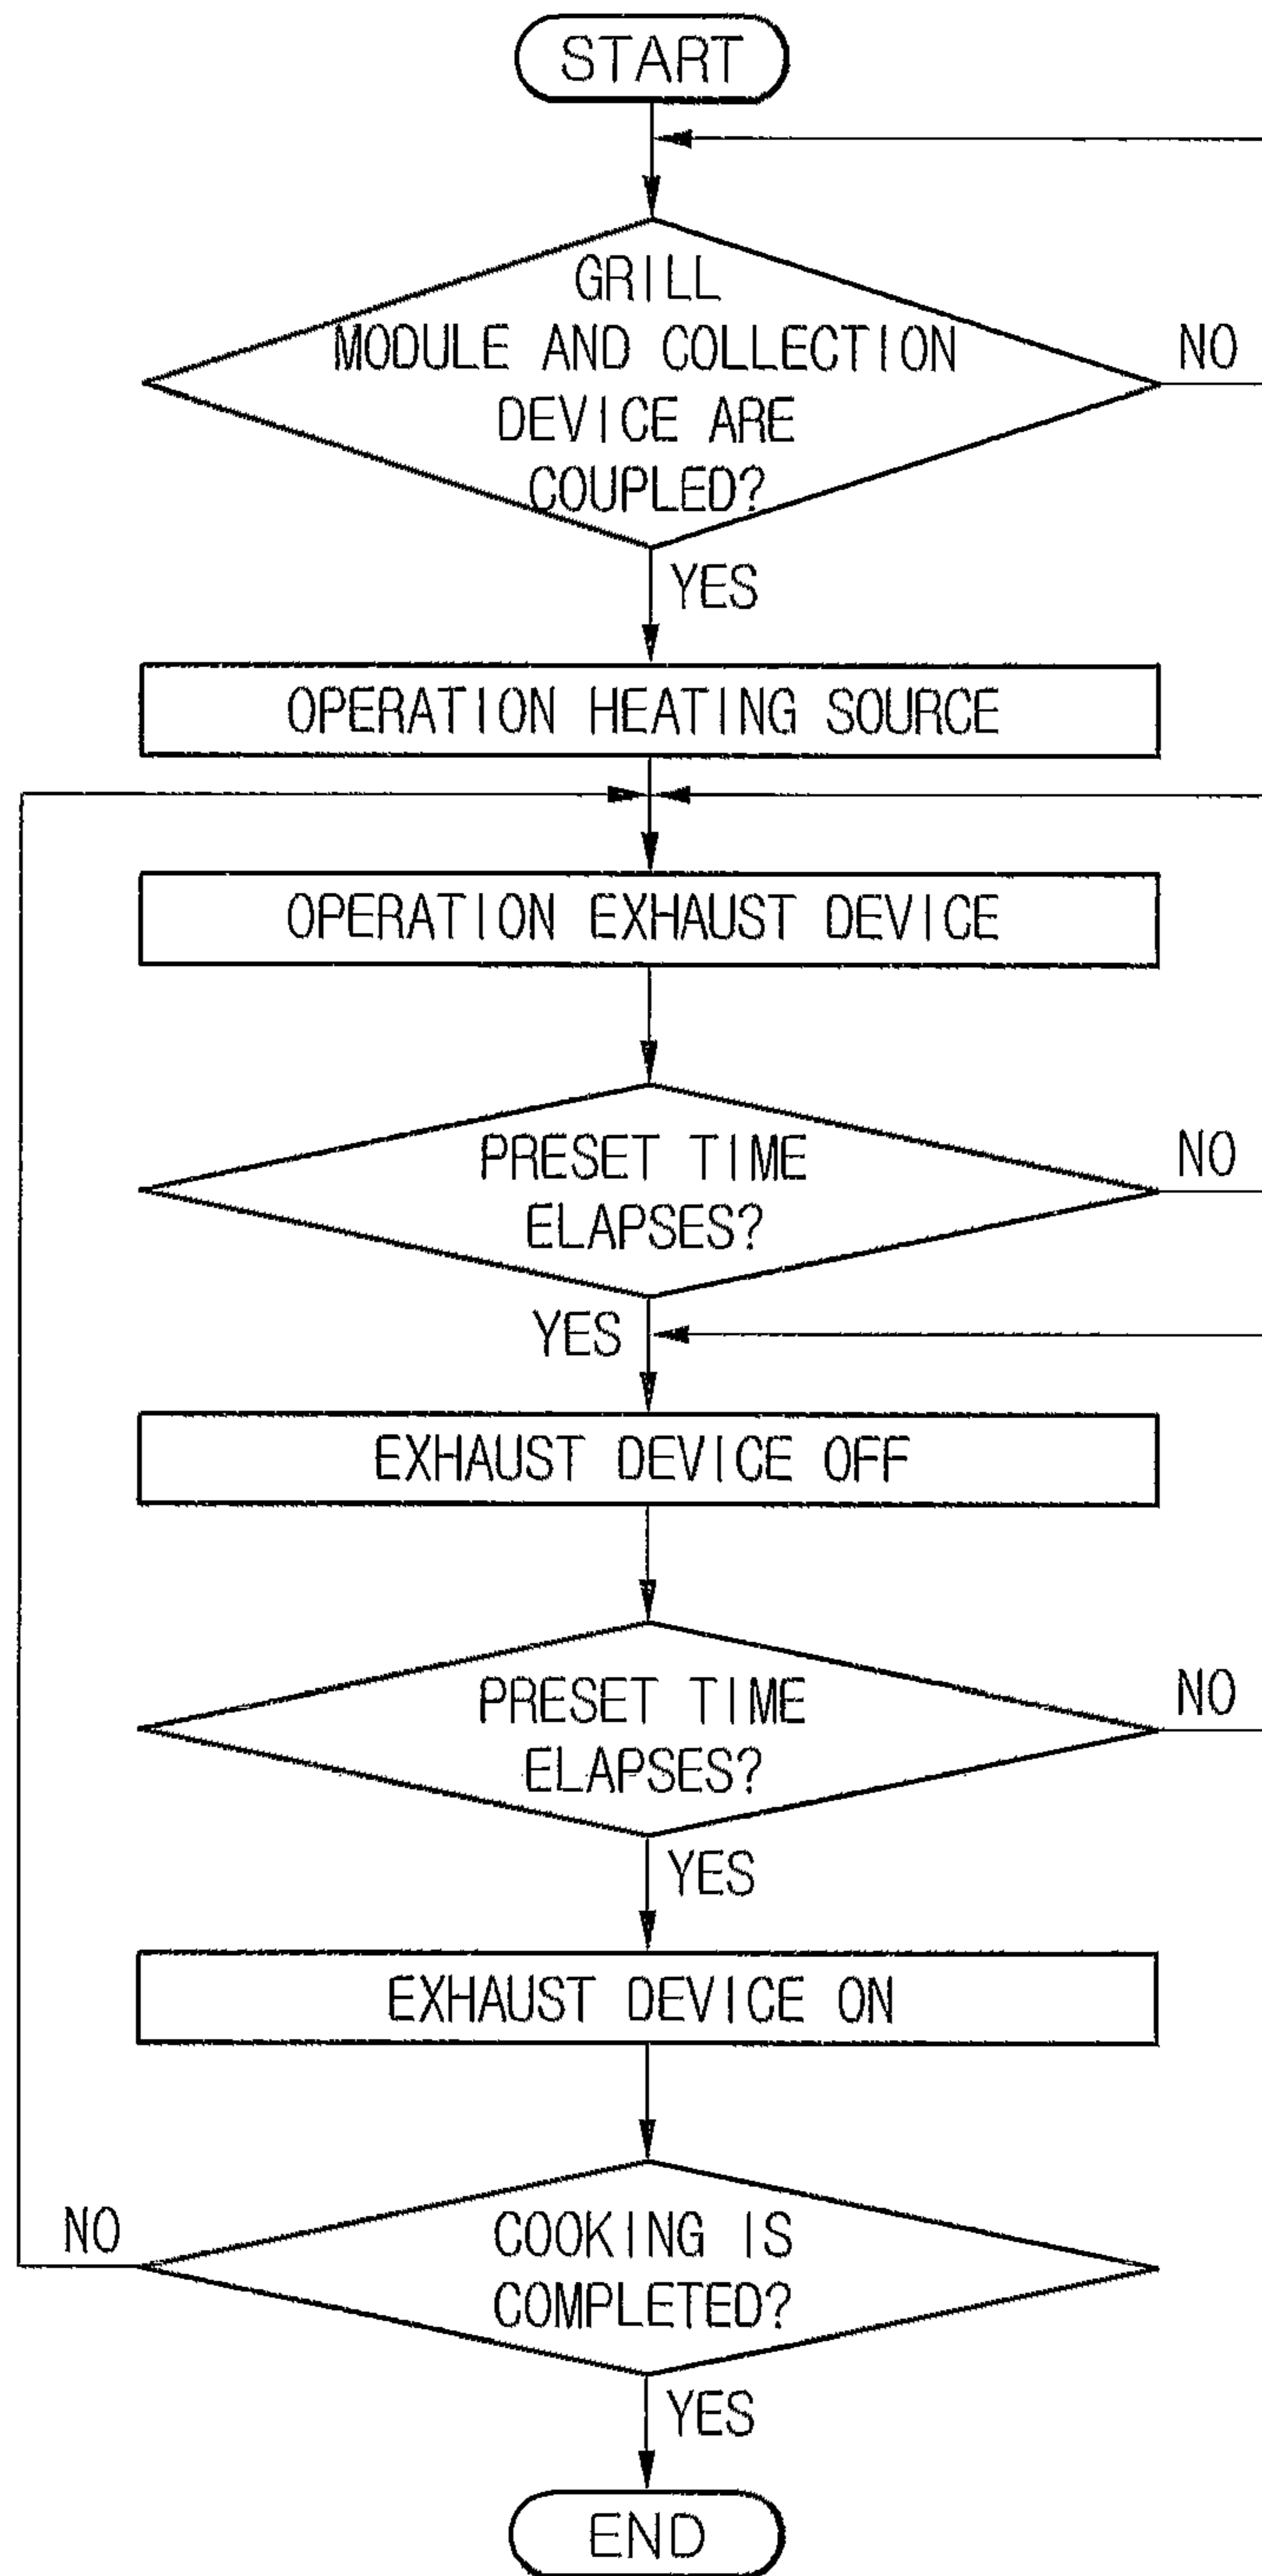 START
GRILL
MODULE AND COLLECTION
DEVICE ARE
COUPLED?
NO
YES
OPERATION HEATING SOURCE
OPERATION EXHAUST DEVICE
PRESET TIME
ELAPSES?
NO
YES
EXHAUST DEVICE OFF
PRESET TIME
ELAPSES?
NO
YES
EXHAUST DEVICE ON
COOKING IS
COMPLETED?
NO
YES
END